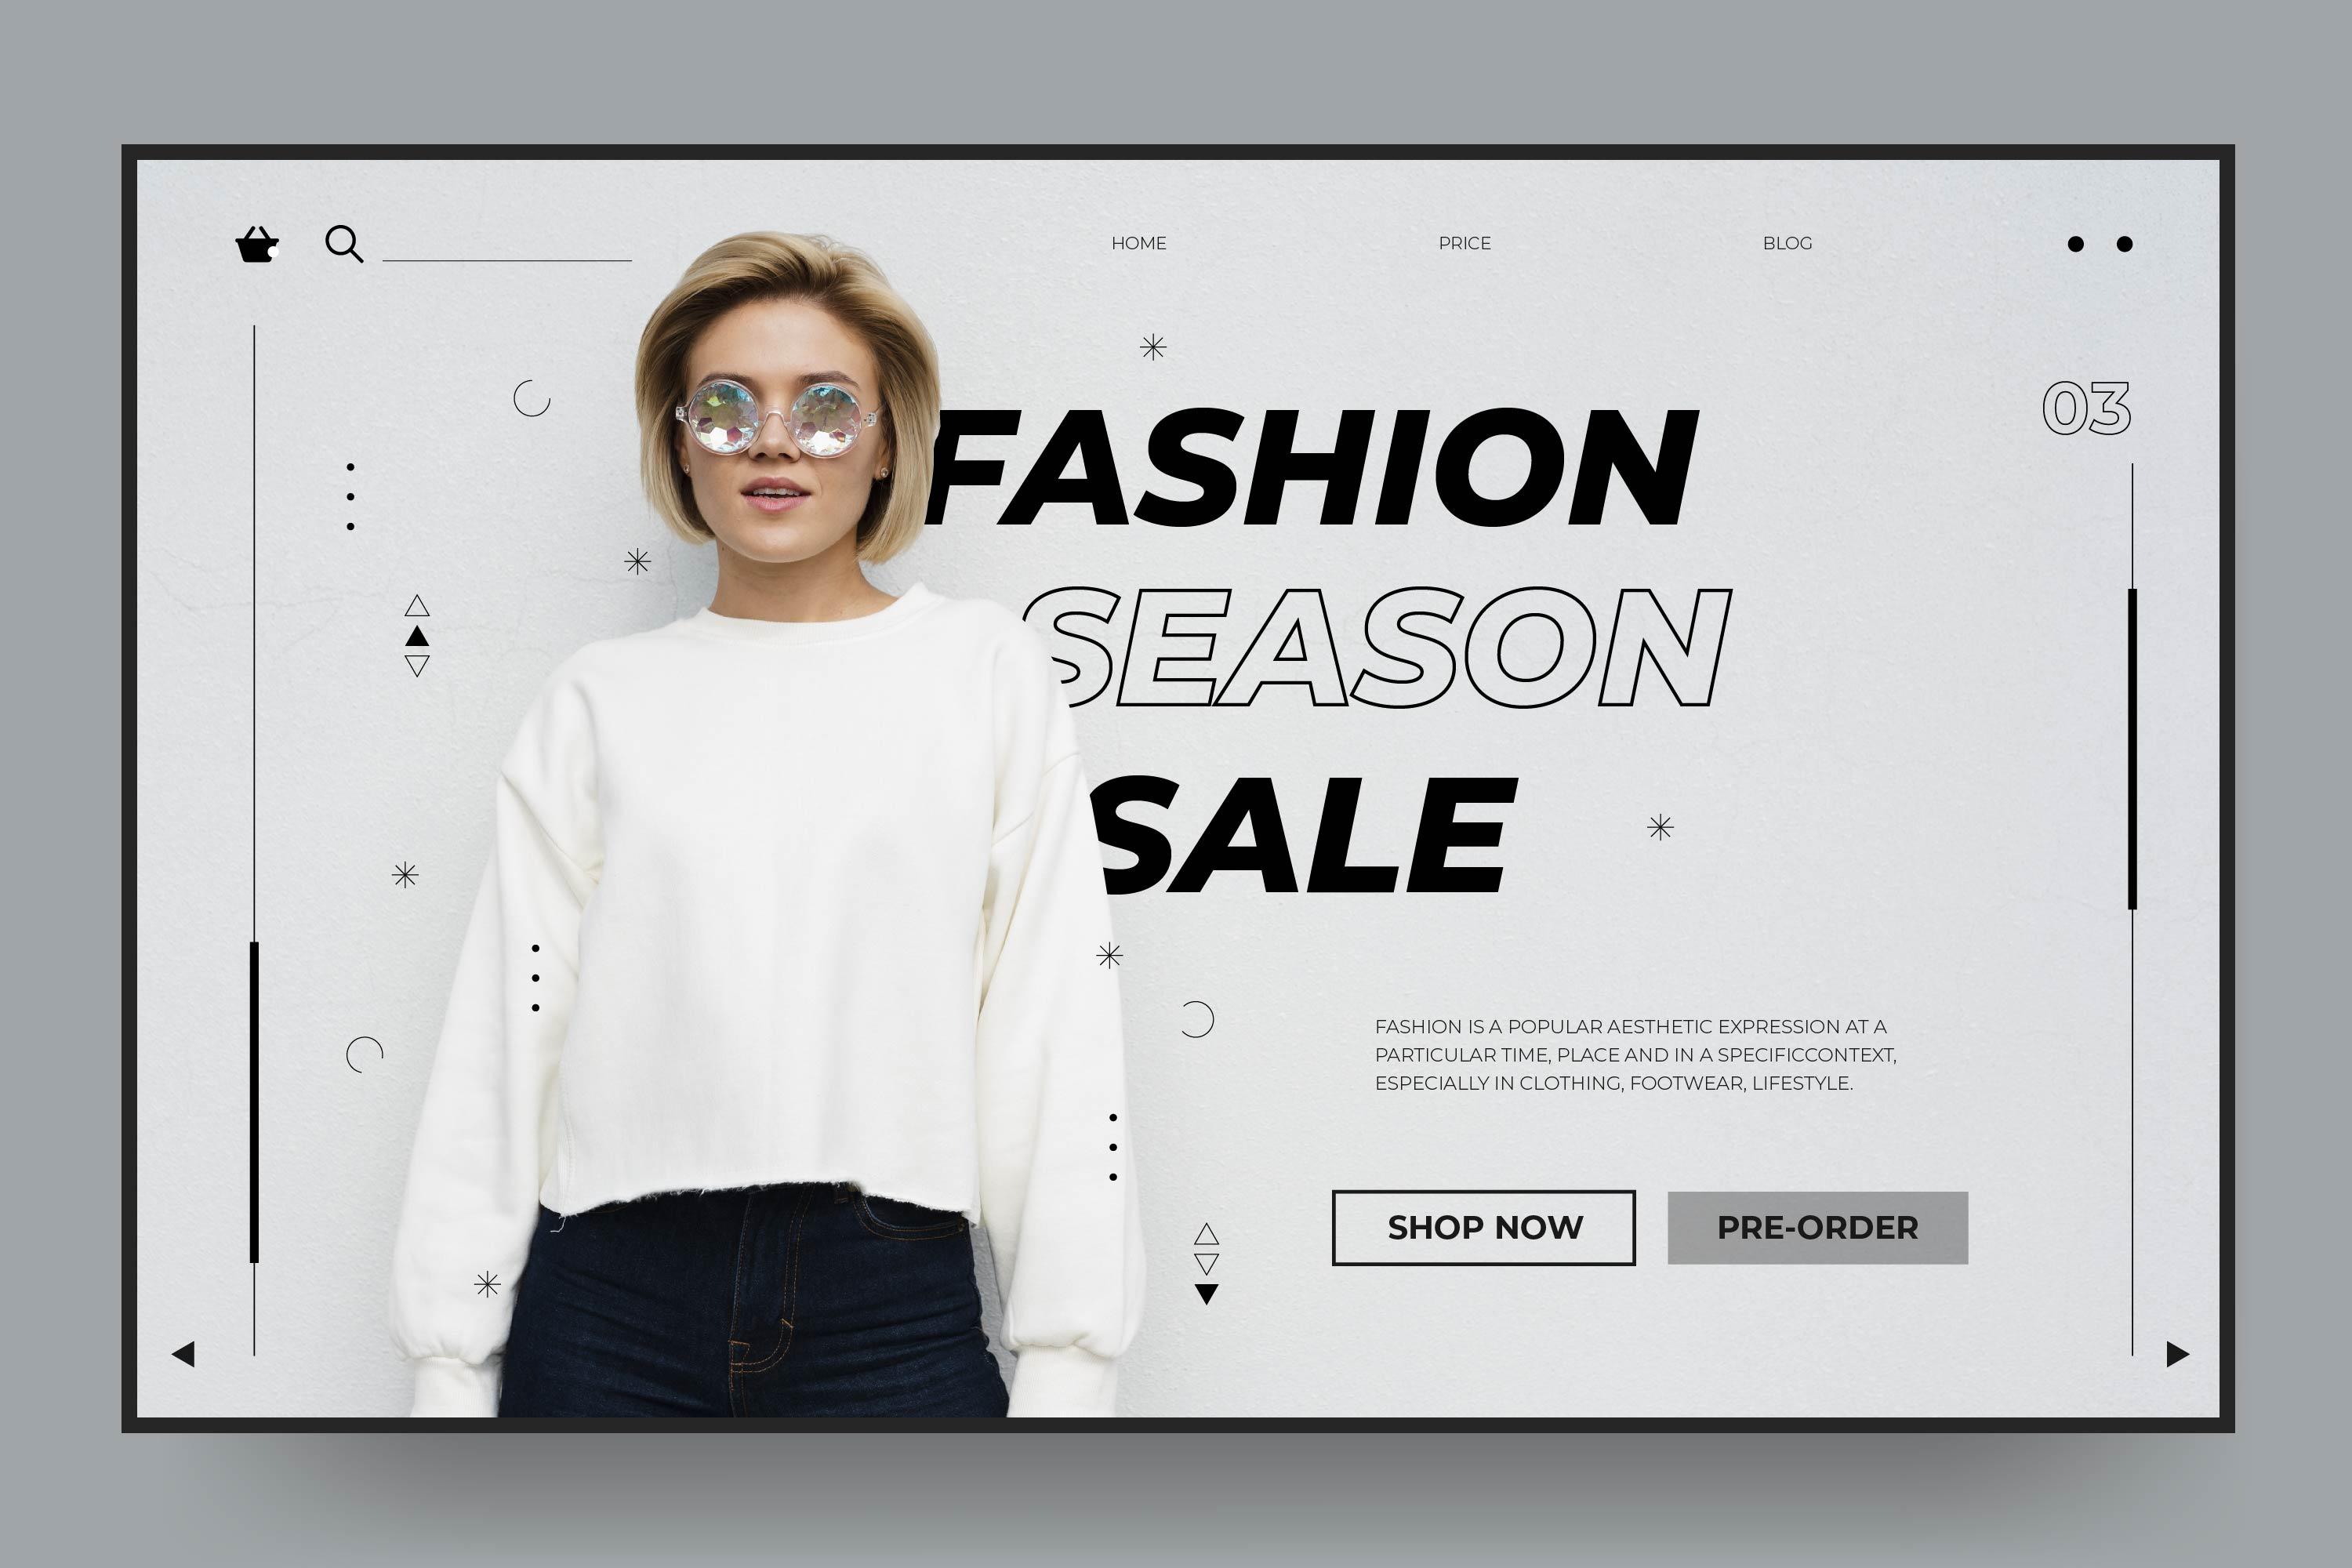 HOME PRICE BLOG
03
FASHION
SEASON
SALE
FASHION IS A POPULAR AESTHETIC EXPRESSION AT A
PARTICULAR TIME, PLACE AND IN A SPECIFICCONTEXT,
ESPECIALLY IN CLOTHING, FOOTWEAR, LIFESTYLE.
SHOP NOW PRE-ORDER